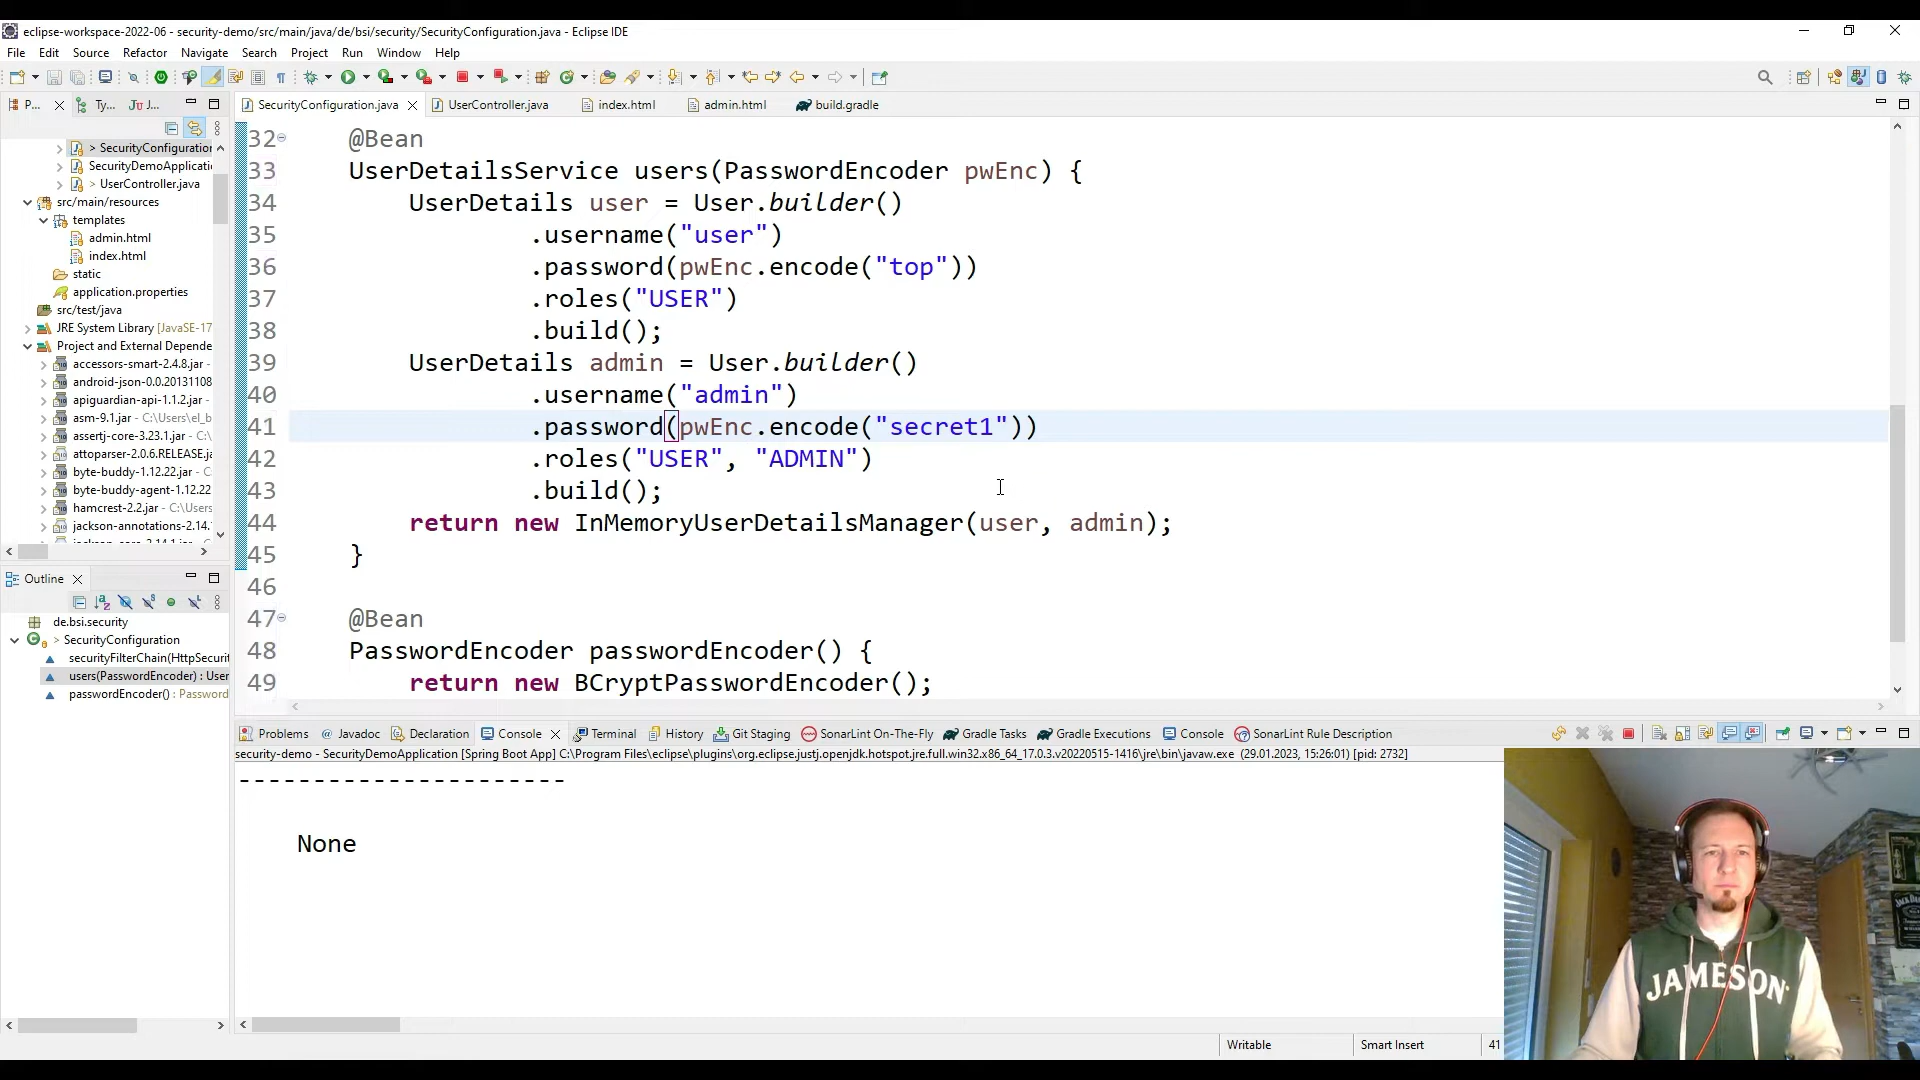 eclipse-workspace-2022-06 - security-demo/src/main/java/de/bsi/security/SecurityConfiguration.java - Eclipse IDE
File Edit Source Refactor Navigate Search Project Run Window Help
P... Ty... J...
SecurityConfiguration.java UserController.java index.html admin.html build.gradle
> SecurityConfiguration
SecurityDemoApplicati
> UserController.java
src/main/resources
templates
admin.html
index.html
static
application.properties
src/test/java
JRE System Library [JavaSE-17
Project and External Depende
accessors-smart-2.4.8.jar -
android-json-0.0.20131108
apiguardian-api-1.1.2.jar -
asm-9.1.jar - C:\Users\el_b
assertj-core-3.23.1.jar - C:\
attoparser-2.0.6.RELEASE.ja
byte-buddy-1.12.22.jar -
byte-buddy-agent-1.12.22
hamcrest-2.2.jar - C:\Users
jackson-annotations-2.14.
32 @Bean
33 UserDetailsService users(PasswordEncoder pwEnc) {
34 UserDetails user = User.builder()
35 .username("user")
36 .password(pwEnc.encode("top"))
37 .roles("USER")
38 .build();
39 UserDetails admin = User.builder()
40 .username("admin")
41 .password(pwEnc.encode("secret1"))
42 .roles("USER", "ADMIN")
43 .build();
44 return new InMemoryUserDetailsManager(user, admin);
45 }
46
47 @Bean
48 PasswordEncoder passwordEncoder() {
49 return new BCryptPasswordEncoder();
Outline
de.bsi.security
> SecurityConfiguration
securityFilterChain(HttpSecurit
users(PasswordEncoder) : User
passwordEncoder() : Password
Problems @ Javadoc Declaration Console Terminal History Git Staging SonarLint On-The-Fly Gradle Tasks Gradle Executions Console SonarLint Rule Description
security-demo - SecurityDemoApplication [Spring Boot App] C:\Program Files\eclipse\plugins\org.eclipse.justj.openjdk.hotspot.jre.full.win32.x86_64_17.0.3.v20220515-1416\jre\bin\javaw.exe (29.01.2023, 15:26:01) [pid: 2732]
----------------------
None
JAMESON
Writable Smart Insert 41